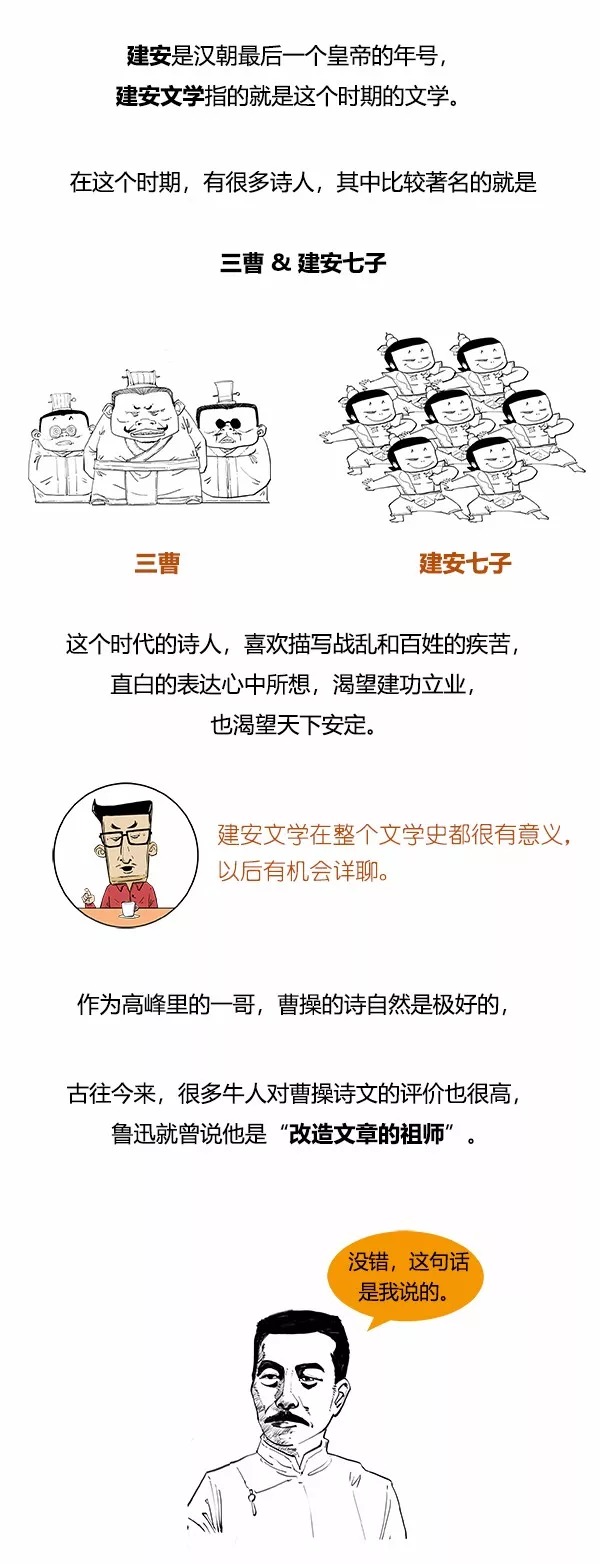 建安是汉朝最后一个皇帝的年号，
建安文学指的就是这个时期的文学。
在这个时期，有很多诗人，其中比较著名的就是
三曹 & 建安七子
三曹
建安七子
这个时代的诗人，喜欢描写战乱和百姓的疾苦，
直白的表达心中所想，渴望建功立业，
也渴望天下安定。
建安文学在整个文学史都很有意义，
以后有机会详聊。
作为高峰里的一哥，曹操的诗自然是极好的，
古往今来，很多牛人对曹操诗文的评价也很高，
鲁迅就曾说他是“改造文章的祖师”。
没错，这句话
是我说的。